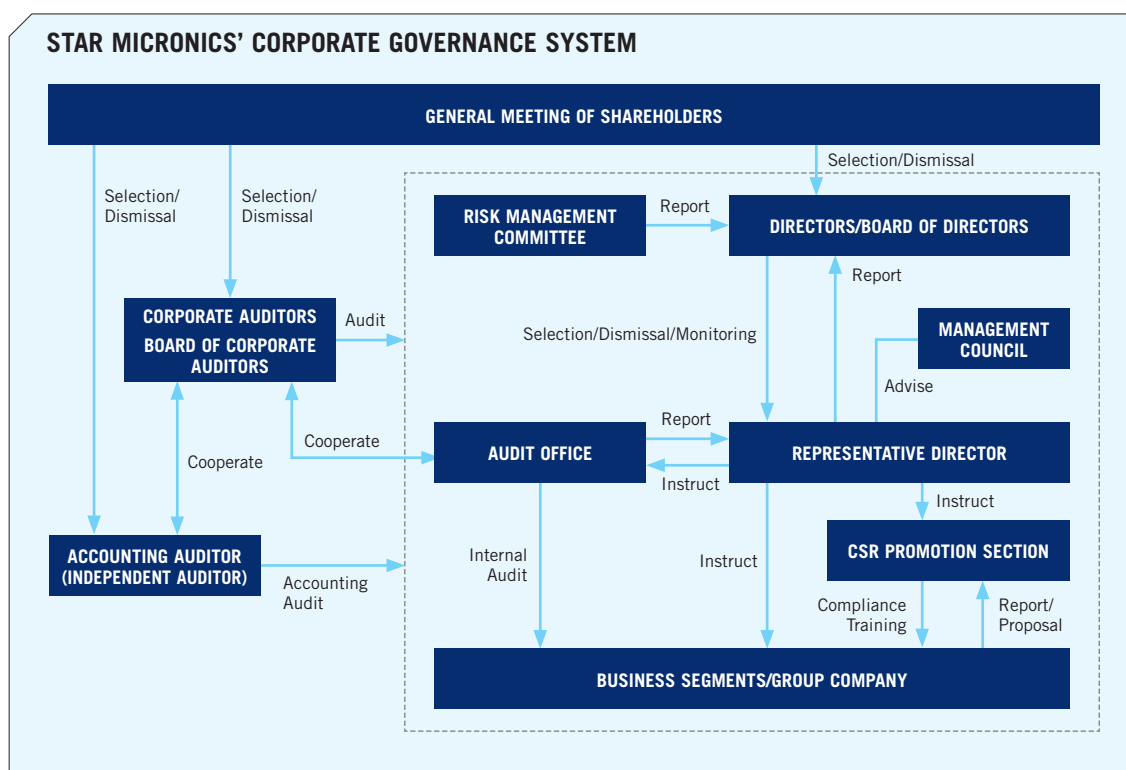 STAR MICRONICS’ CORPORATE GOVERNANCE SYSTEM
GENERAL MEETING OF SHAREHOLDERS
Selection/
Dismissal
Selection/
Dismissal
Selection/Dismissal
RISK MANAGEMENT
COMMITTEE
Report
DIRECTORS/BOARD OF DIRECTORS
CORPORATE AUDITORS
BOARD OF CORPORATE
AUDITORS
Audit
Selection/Dismissal/Monitoring
Report
MANAGEMENT
COUNCIL
Advise
Cooperate
Cooperate
AUDIT OFFICE
Report
Instruct
REPRESENTATIVE DIRECTOR
Instruct
ACCOUNTING AUDITOR
(INDEPENDENT AUDITOR)
Accounting
Audit
Internal
Audit
Instruct
CSR PROMOTION SECTION
Compliance
Training
Report/
Proposal
BUSINESS SEGMENTS/GROUP COMPANY